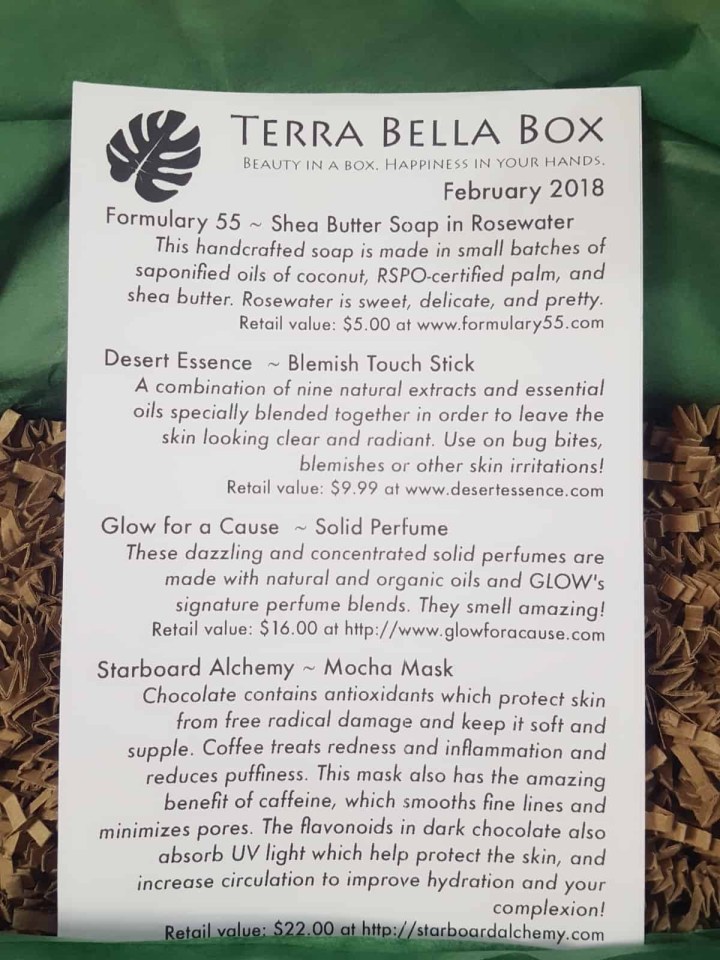 TERRA BELLA BOX
BEAUTY IN A BOX. HAPPINESS IN YOUR HANDS.
February 2018
Formulary 55 ~ Shea Butter Soap in Rosewater
This handcrafted soap is made in small batches of
saponified oils of coconut, RSPO-certified palm, and
shea butter. Rosewater is sweet, delicate, and pretty.
Retail value: $5.00 at www.formulary55.com
Desert Essence ~ Blemish Touch Stick
A combination of nine natural extracts and essential
oils specially blended together in order to leave the
skin looking clear and radiant. Use on bug bites,
blemishes or other skin irritations!
Retail value: $9.99 at www.desertessence.com
Glow for a Cause ~ Solid Perfume
These dazzling and concentrated solid perfumes are
made with natural and organic oils and GLOW's
signature perfume blends. They smell amazing!
Retail value: $16.00 at http://www.glowforacause.com
Starboard Alchemy ~ Mocha Mask
Chocolate contains antioxidants which protect skin
from free radical damage and keep it soft and
supple. Coffee treats redness and inflammation and
reduces puffiness. This mask also has the amazing
benefit of caffeine, which smooths fine lines and
minimizes pores. The flavonoids in dark chocolate also
absorb UV light which help protect the skin, and
increase circulation to improve hydration and your
complexion!
Retail value: $22.00 at http://starboardalchemy.com